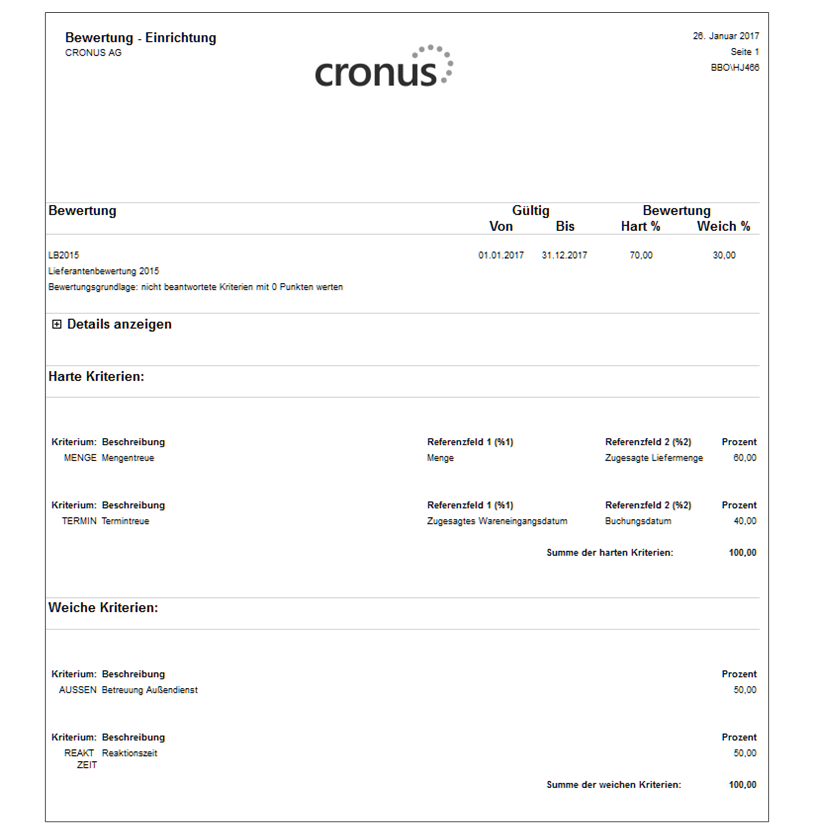 Bewertung - Einrichtung
CRONUS AG
cronus
26. Januar 2017
Seite 1
BBO\HJ466
Bewertung Gültig Bewertung
Von Bis Hart % Weich %
LB2015 01.01.2017 31.12.2017 70,00 30,00
Lieferantenbewertung 2015
Bewertungsgrundlage: nicht beantwortete Kriterien mit 0 Punkten werten
Details anzeigen
Harte Kriterien:
Kriterium: Beschreibung Referenzfeld 1 (%1) Referenzfeld 2 (%2) Prozent
MENGE Mengentreue Menge Zugesagte Liefermenge 60,00
Kriterium: Beschreibung Referenzfeld 1 (%1) Referenzfeld 2 (%2) Prozent
TERMIN Termintreue Zugesagtes Wareneingangsdatum Buchungsdatum 40,00
Summe der harten Kriterien: 100,00
Weiche Kriterien:
Kriterium: Beschreibung Prozent
AUSSEN Betreuung Außendienst 50,00
Kriterium: Beschreibung Prozent
REAKT Reaktionszeit 50,00
ZEIT
Summe der weichen Kriterien: 100,00